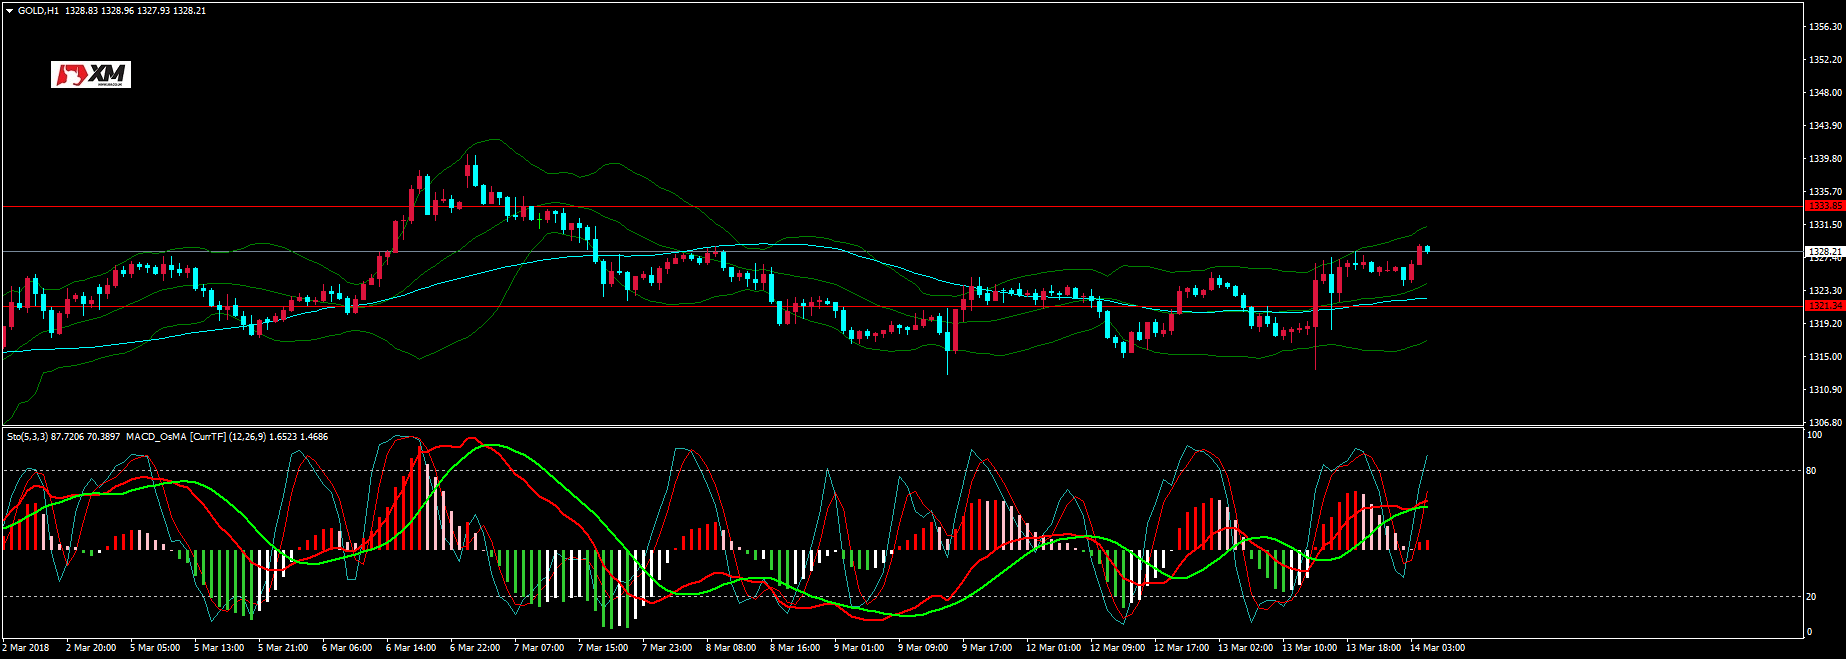 GOLD,H1 1328.83 1328.96 1327.93 1328.21
XM
1356.30
1352.20
1348.00
1343.90
1339.80
1335.70
1331.50
1328.21
1327.40
1323.30
1321.34
1319.20
1315.00
1310.90
1306.80
Sto(5,3,3) 87.7206 70.3897 MACD_OsMA [CurrTF] (12,26,9) 1.6523 1.4686
100
80
20
0
2 Mar 2018
2 Mar 20:00
5 Mar 05:00
5 Mar 13:00
5 Mar 21:00
6 Mar 06:00
6 Mar 14:00
6 Mar 22:00
7 Mar 07:00
7 Mar 15:00
7 Mar 23:00
8 Mar 08:00
8 Mar 16:00
9 Mar 01:00
9 Mar 09:00
9 Mar 17:00
12 Mar 01:00
12 Mar 09:00
12 Mar 17:00
13 Mar 02:00
13 Mar 10:00
13 Mar 18:00
14 Mar 03:00